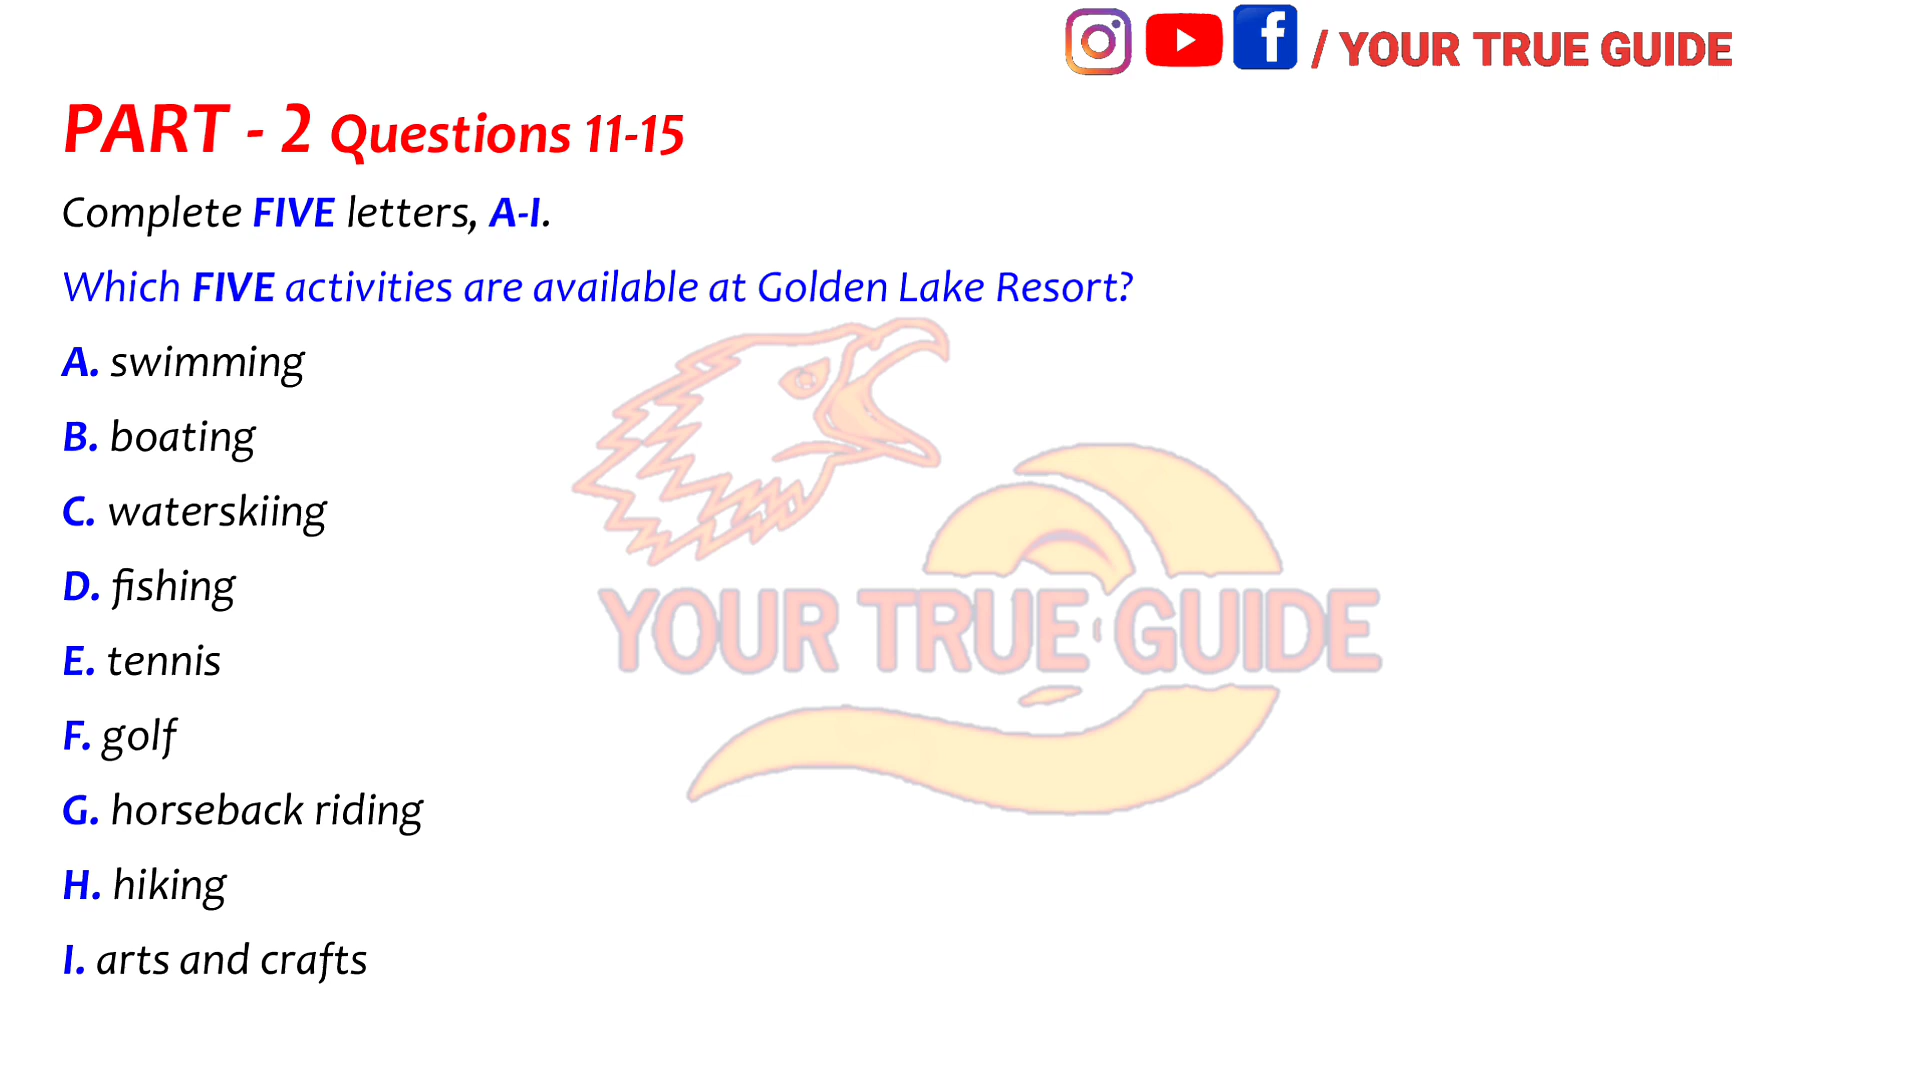 / YOUR TRUE GUIDE
PART - 2 Questions 11-15
Complete FIVE letters, A-I.
Which FIVE activities are available at Golden Lake Resort?
A. swimming
B. boating
C. waterskiing
D. fishing
E. tennis
F. golf
G. horseback riding
H. hiking
I. arts and crafts
YOUR TRUE GUIDE